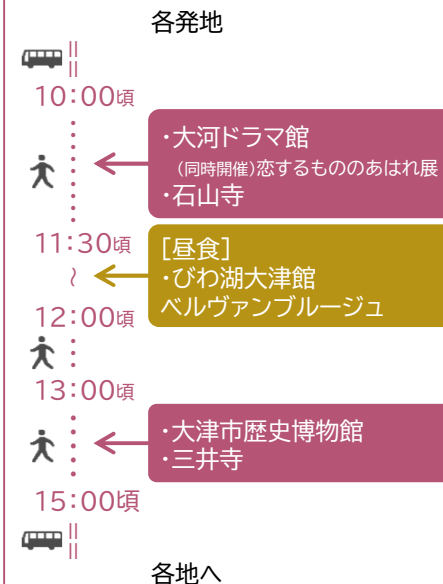 各発地
10:00頃
・大河ドラマ館
(同時開催)恋するもののあはれ展
・石山寺
11:30頃
～
12:00頃
[昼食]
・びわ湖大津館
ベルヴァンブルージュ
13:00頃
・大津市歴史博物館
・三井寺
15:00頃
各地へ